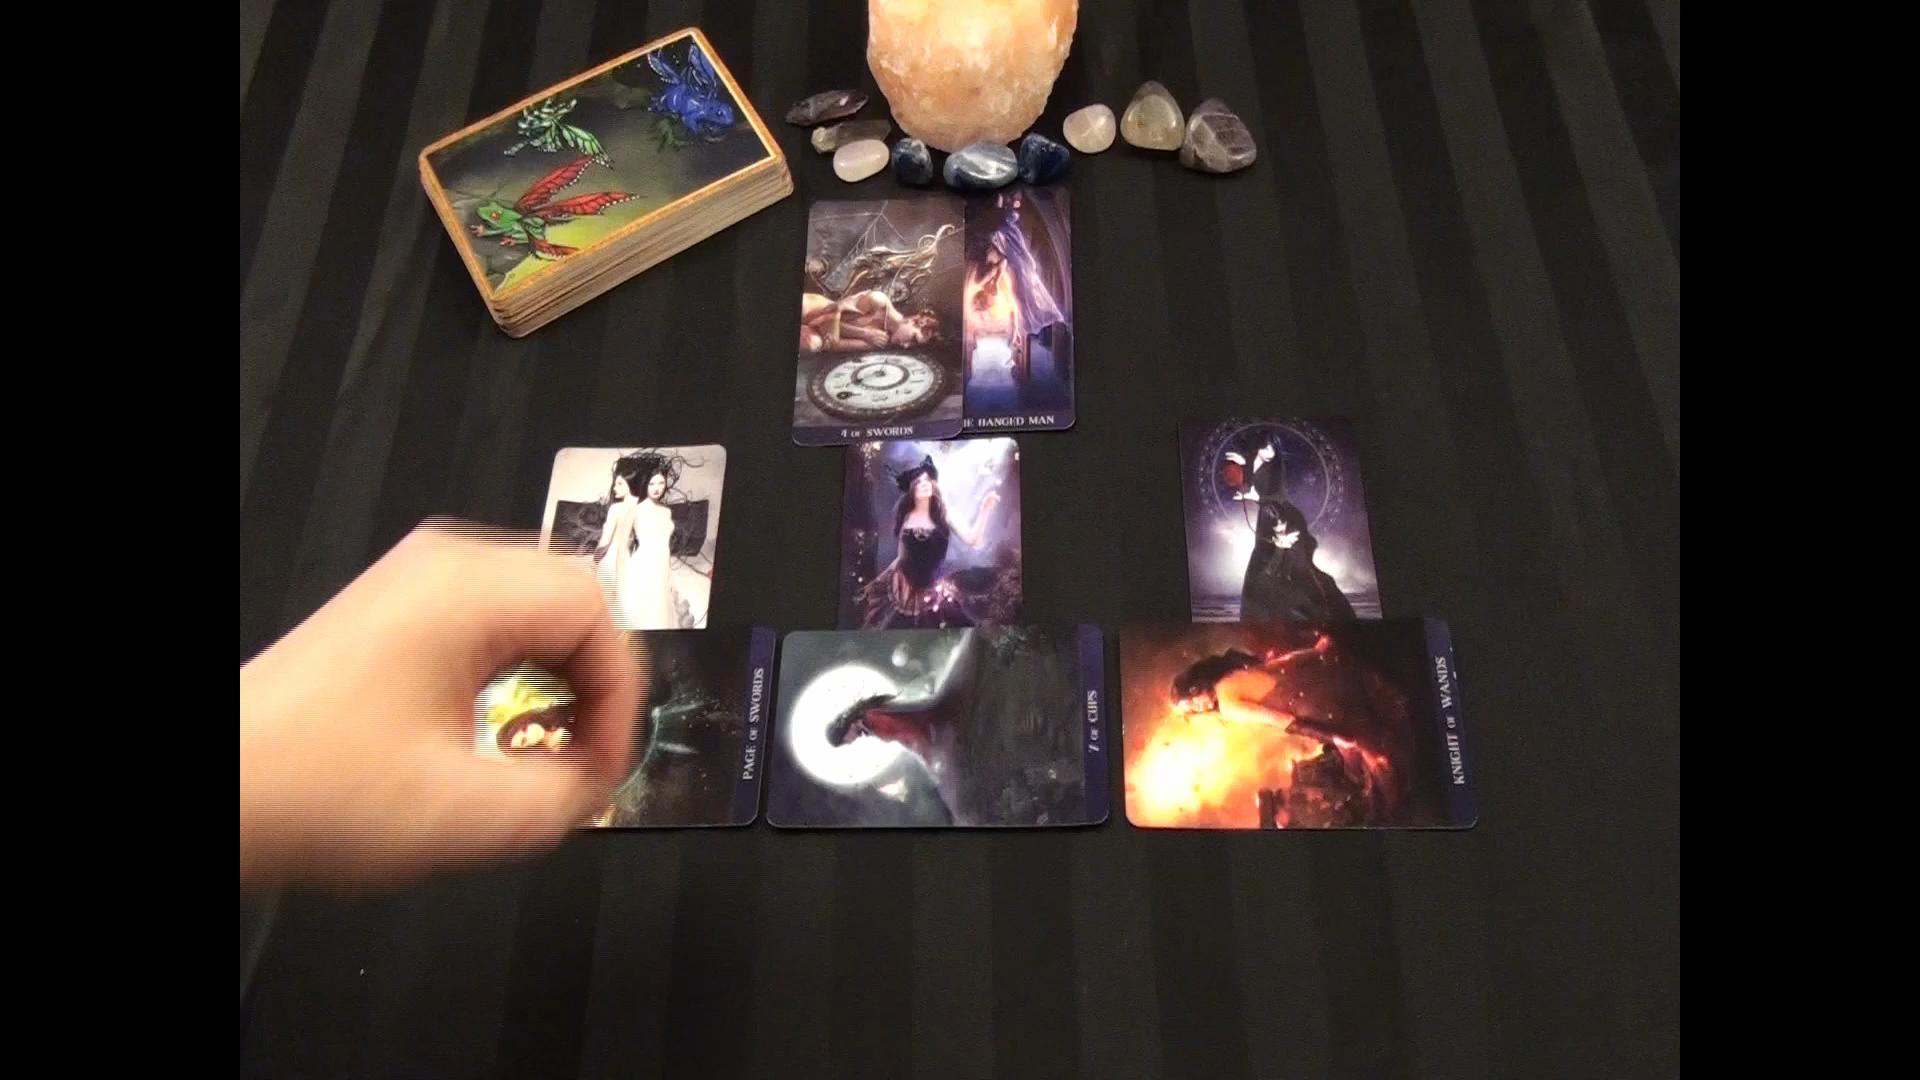 4 OF SWORDS
HE HANGED MAN
PAGE OF SWORDS
7 OF CUPS
KNIGHT OF WANDS